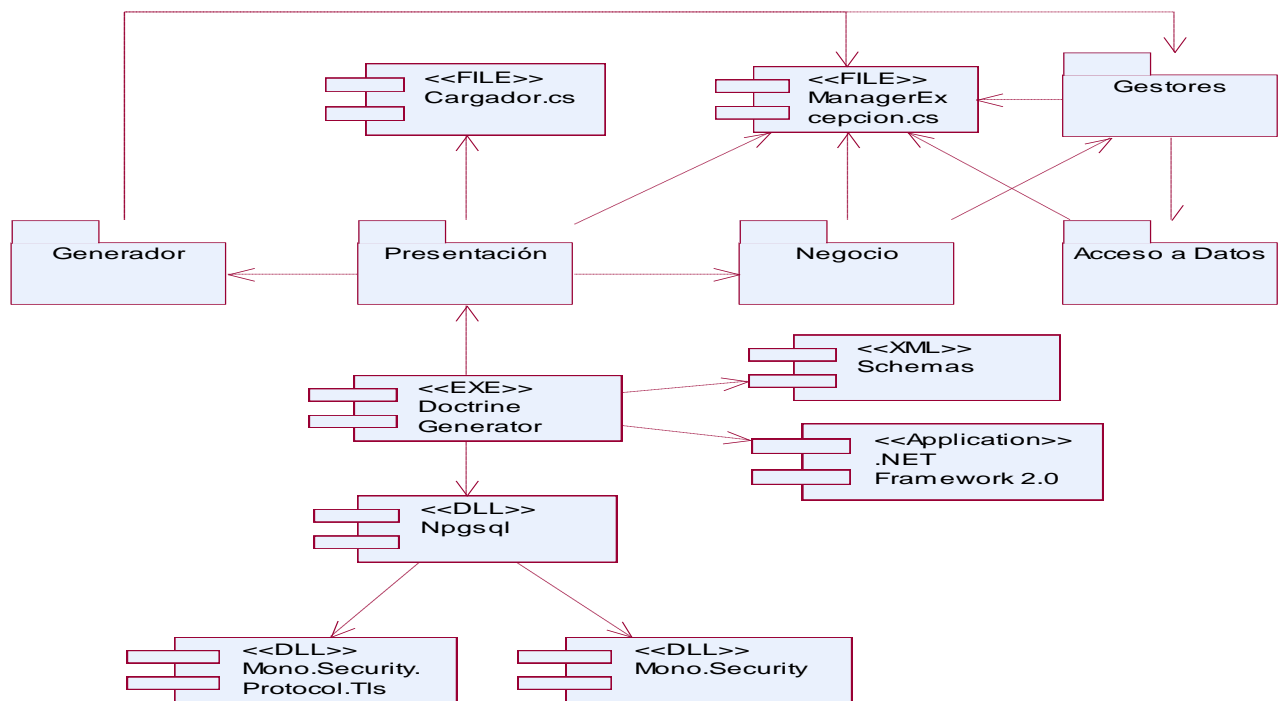 <<FILE>>
Cargador.cs
<<FILE>>
ManagerEx
cepcion.cs
Gestores
Generador
Presentación
Negocio
Acceso a Datos
<<EXE>>
Doctrine
Generator
<<XML>>
Schemas
<<Application>>
.NET
Framework 2.0
<<DLL>>
Npgsql
<<DLL>>
Mono.Security.
Protocol.Tls
<<DLL>>
Mono.Security